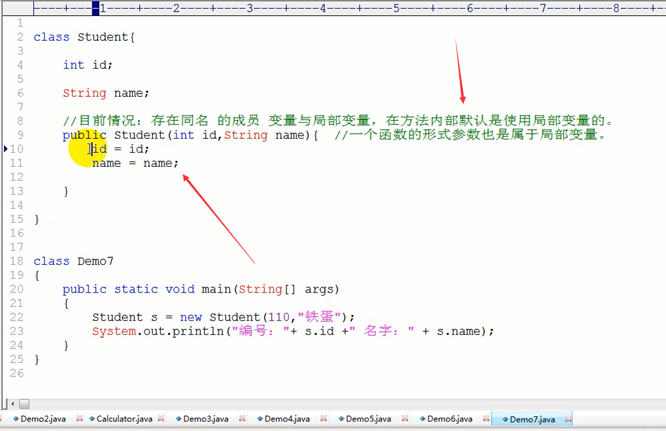 ----+----1----+----2----+----3----+----4----+----5----+----6----+----7----+----8----+--
1
2 class Student{
3
4 int id;
5
6 String name;
7
8 //目前情况：存在同名 的成员 变量与局部变量，在方法内部默认是使用局部变量的。
9 public Student(int id,String name){ //一个函数的形式参数也是属于局部变量。
10 id = id;
11 name = name;
12
13 }
14
15 }
16
17
18 class Demo7
19 {
20 public static void main(String[] args)
21 {
22 Student s = new Student(110,"铁蛋");
23 System.out.println("编号："+ s.id +" 名字：" + s.name);
24 }
25 }
26
Demo2.java Calculator.java Demo3.java Demo4.java Demo5.java Demo6.java Demo7.java